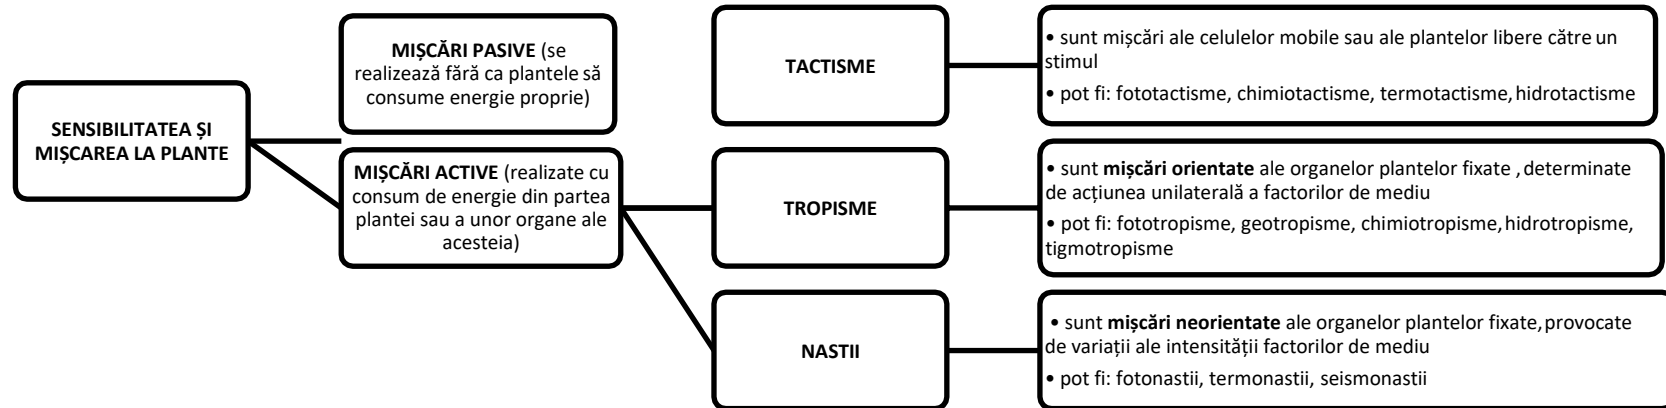 SENSIBILITATEA ȘI
MIȘCAREA LA PLANTE
MIȘCĂRI PASIVE (se
realizează fără ca plantele să
consume energie proprie)
MIȘCĂRI ACTIVE (realizate cu
consum de energie din partea
plantei sau a unor organe ale
acesteia)
TACTISME
• sunt mișcări ale celulelor mobile sau ale plantelor libere către un
stimul
• pot fi: fototactisme, chimiotactisme, termotactisme, hidrotactisme
TROPISME
• sunt mișcări orientate ale organelor plantelor fixate , determinate
de acțiunea unilaterală a factorilor de mediu
• pot fi: fototropisme, geotropisme, chimiotropisme, hidrotropisme,
tigmotropisme
NASTII
• sunt mișcări neorientate ale organelor plantelor fixate, provocate
de variații ale intensității factorilor de mediu
• pot fi: fotonastii, termonastii, seismonastii